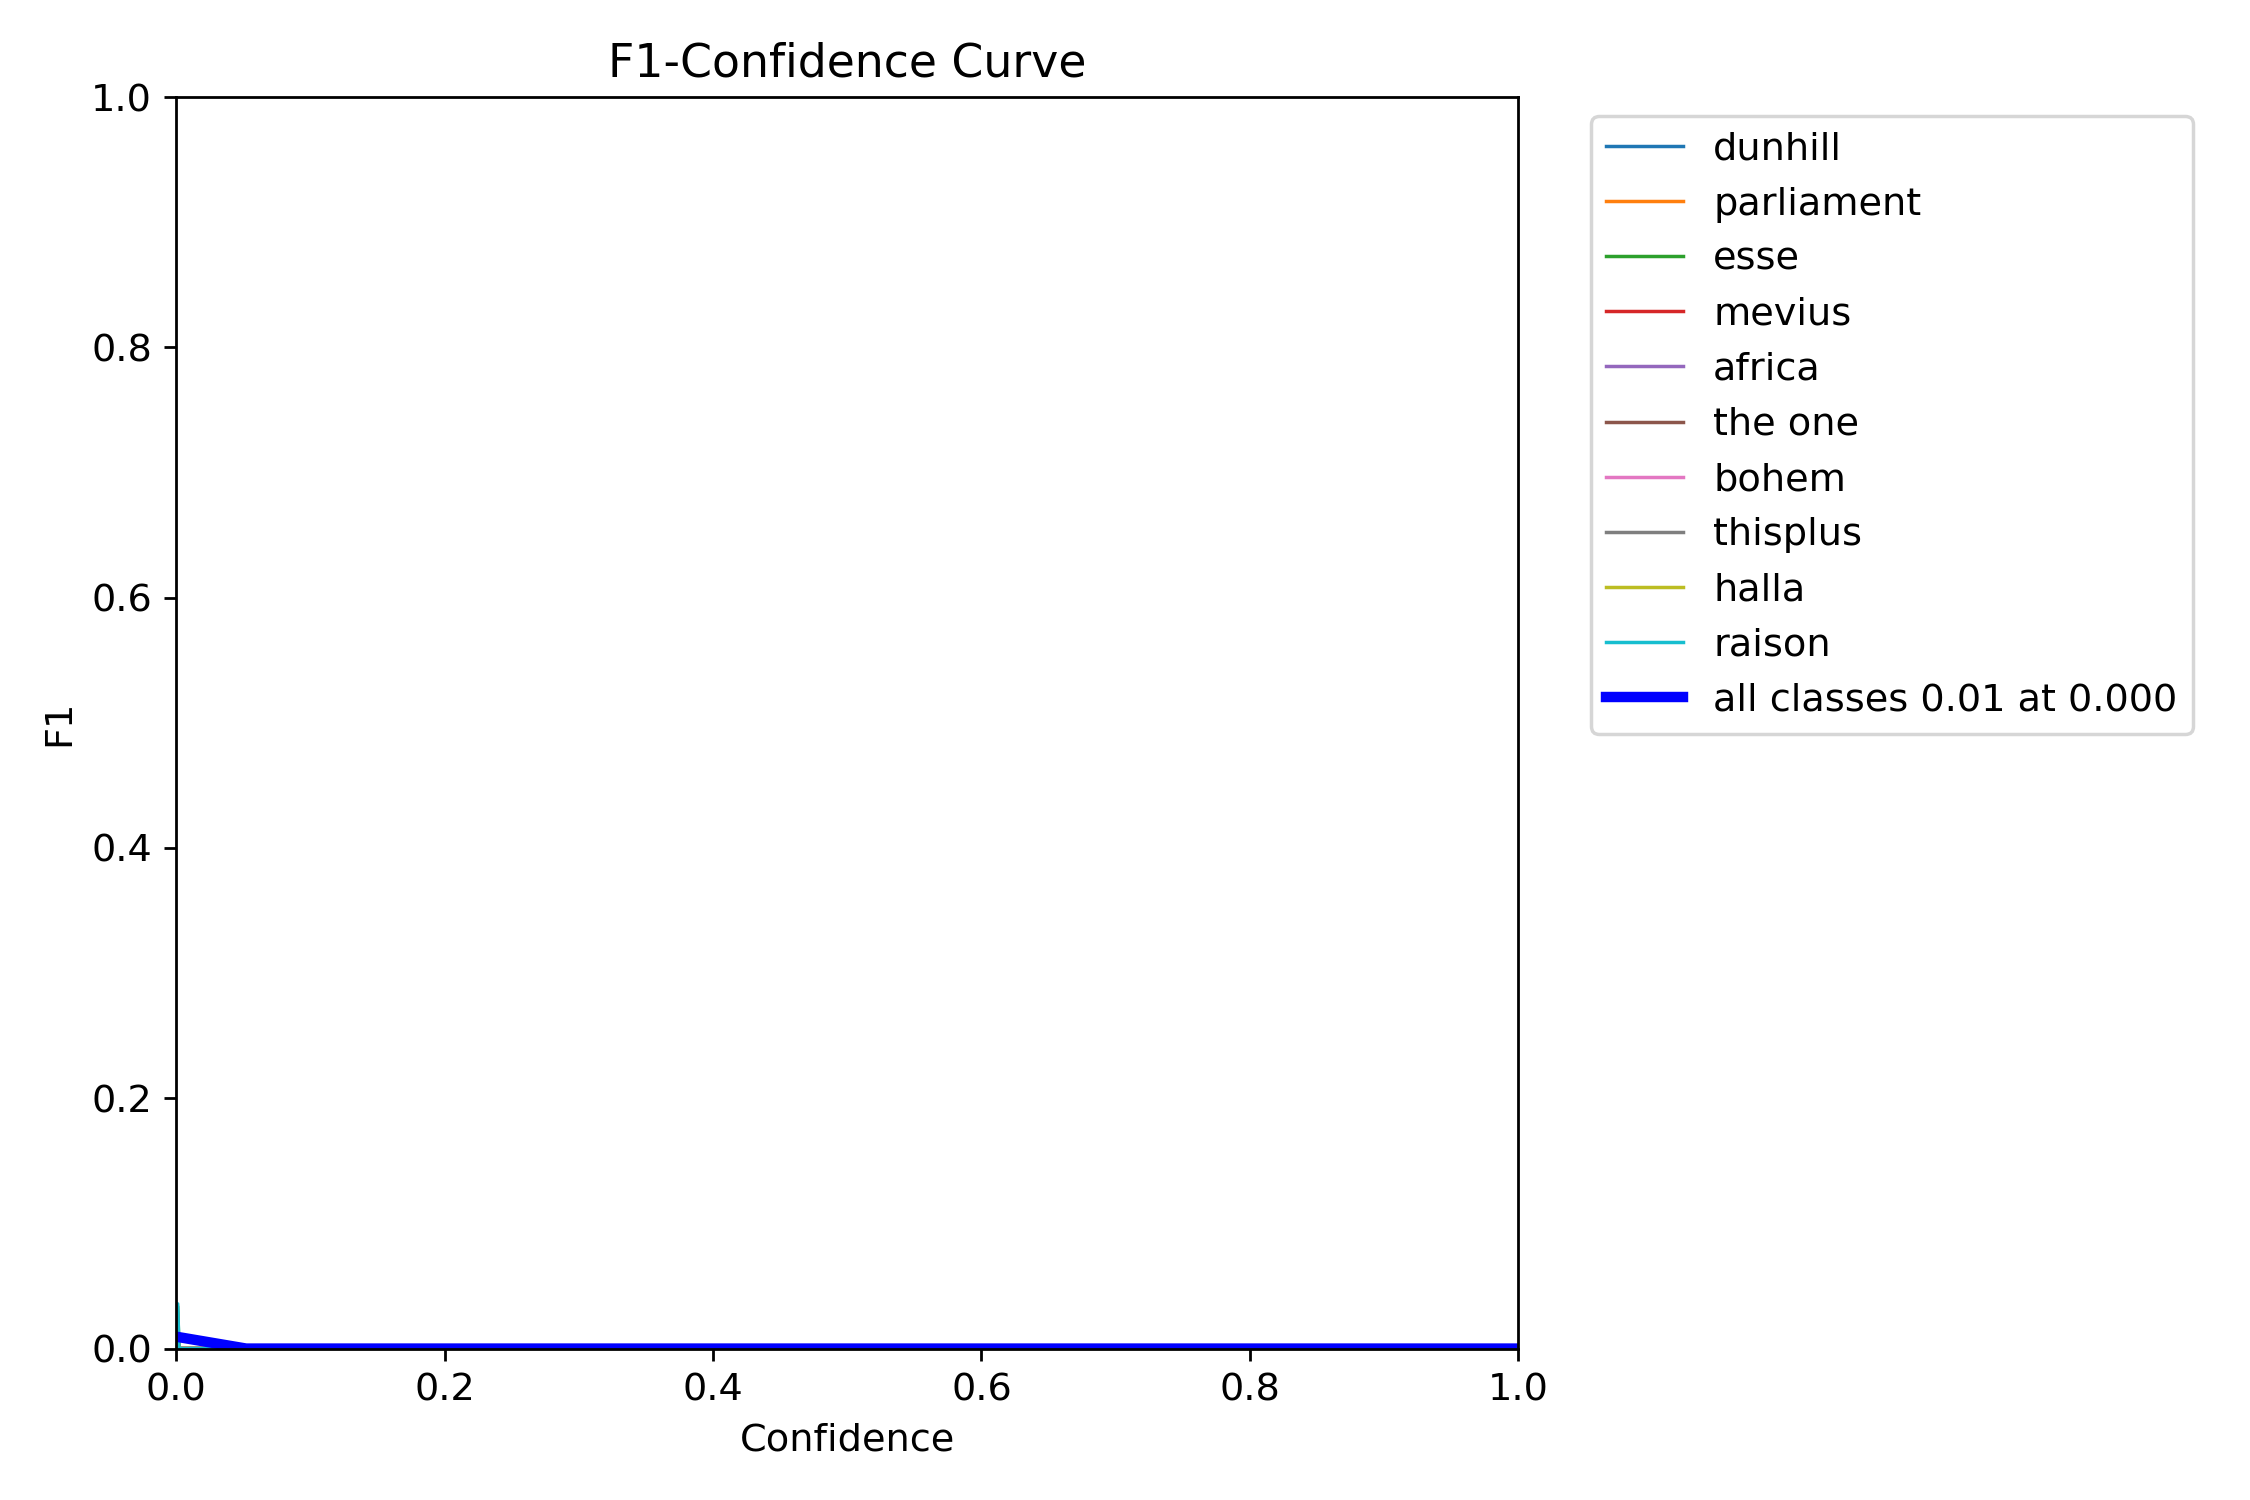 F1-Confidence Curve
1.0
0.8
0.6
0.4
0.2
0.0
F1
0.0 0.2 0.4 0.6 0.8 1.0
Confidence
dunhill
parliament
esse
mevius
africa
the one
bohem
thisplus
halla
raison
all classes 0.01 at 0.000